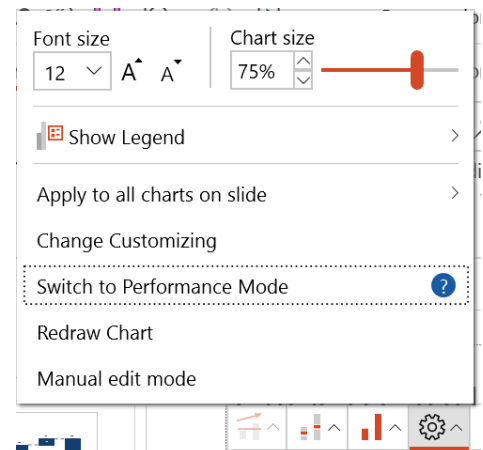 Font size
Chart size
12
A
A
75%
Show Legend
Apply to all charts on slide
Change Customizing
Switch to Performance Mode
?
Redraw Chart
Manual edit mode